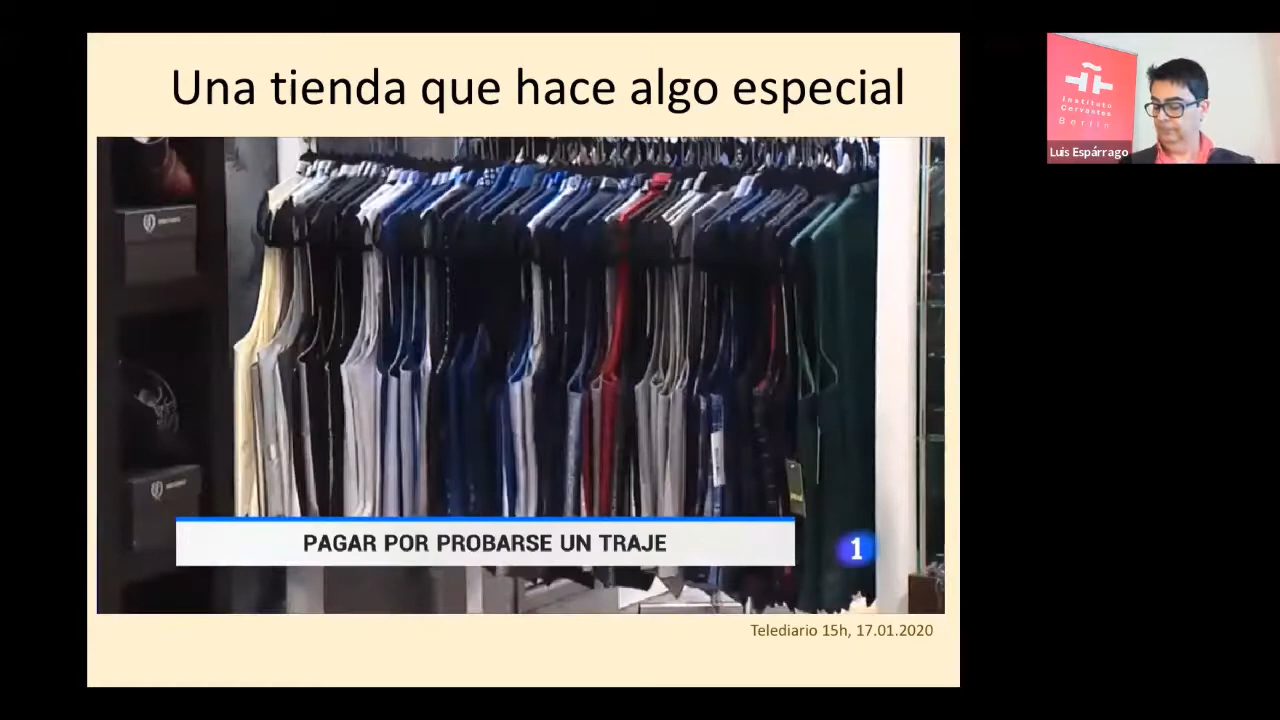 Una tienda que hace algo especial
PAGAR POR PROBARSE UN TRAJE
1
Telediario 15h, 17.01.2020
Instituto
Cervantes
Berlín
Luis Espárrago